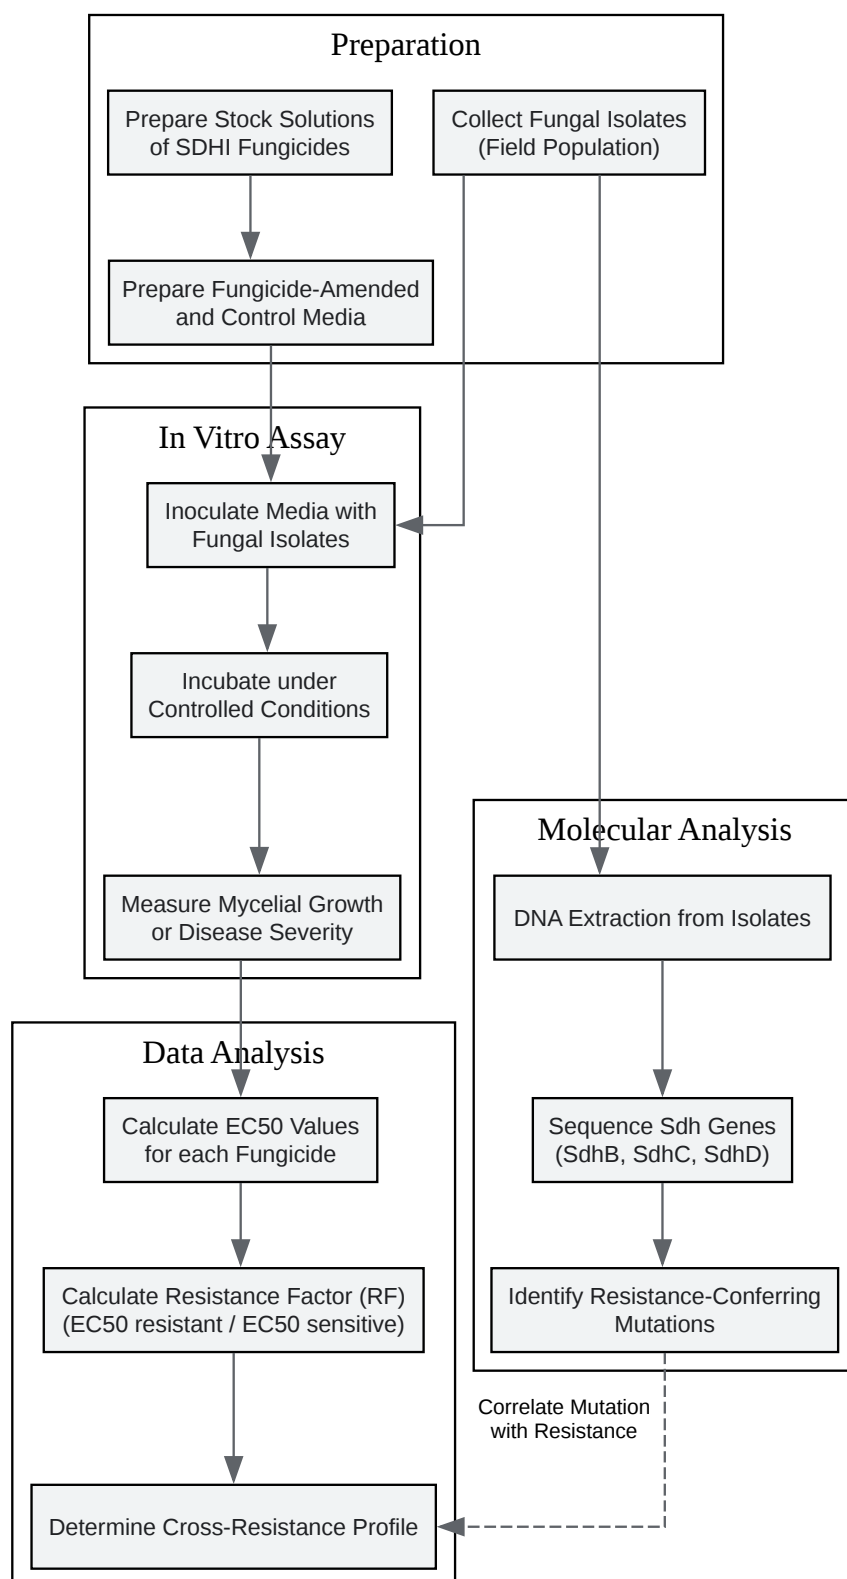 Preparation
Prepare Stock Solutions
of SDHI Fungicides
Collect Fungal Isolates
(Field Population)
Prepare Fungicide-Amended
and Control Media
In Vitro Assay
Inoculate Media with
Fungal Isolates
Incubate under
Controlled Conditions
Measure Mycelial Growth
or Disease Severity
Molecular Analysis
DNA Extraction from Isolates
Sequence Sdh Genes
(SdhB, SdhC, SdhD)
Identify Resistance-Conferring
Mutations
Data Analysis
Calculate EC50 Values
for each Fungicide
Calculate Resistance Factor (RF)
(EC50 resistant / EC50 sensitive)
Correlate Mutation
with Resistance
Determine Cross-Resistance Profile